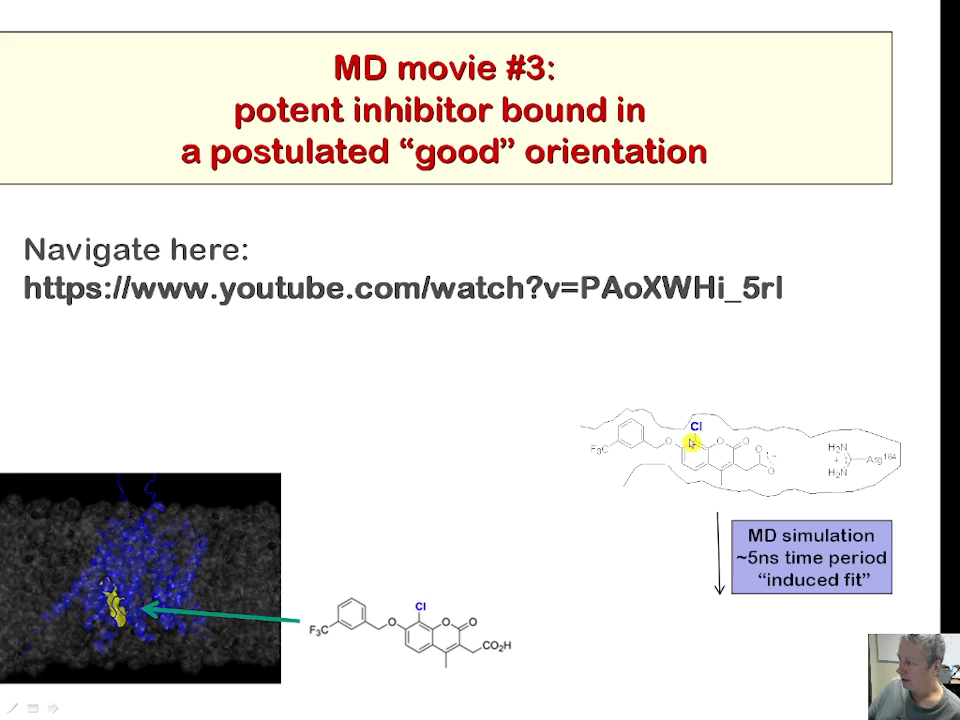 MD movie #3:
potent inhibitor bound in
a postulated “good” orientation
Navigate here:
https://www.youtube.com/watch?v=PAoXWHi_5rI
Cl
F₃C
O
O
O
O⁻
O
H₂N
+
H₂N
Arg¹⁶⁴
MD simulation
~5ns time period
“induced fit”
Cl
F₃C
O
O
O
CO₂H